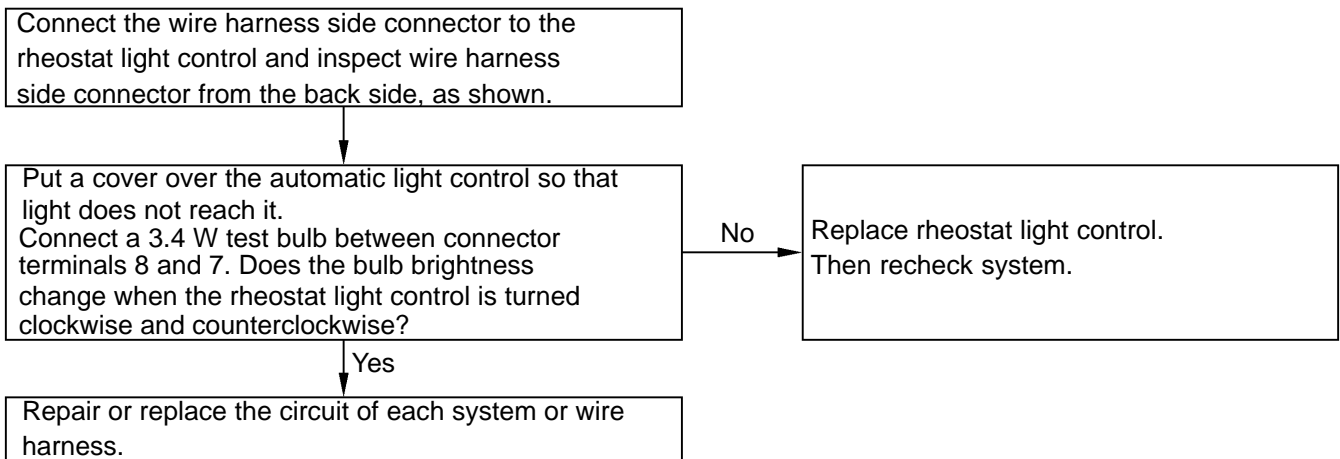 Connect the wire harness side connector to the
rheostat light control and inspect wire harness
side connector from the back side, as shown.
Put a cover over the automatic light control so that
light does not reach it.
Connect a 3.4 W test bulb between connector
terminals 8 and 7. Does the bulb brightness
change when the rheostat light control is turned
clockwise and counterclockwise?
No
Replace rheostat light control.
Then recheck system.
Yes
Repair or replace the circuit of each system or wire
harness.